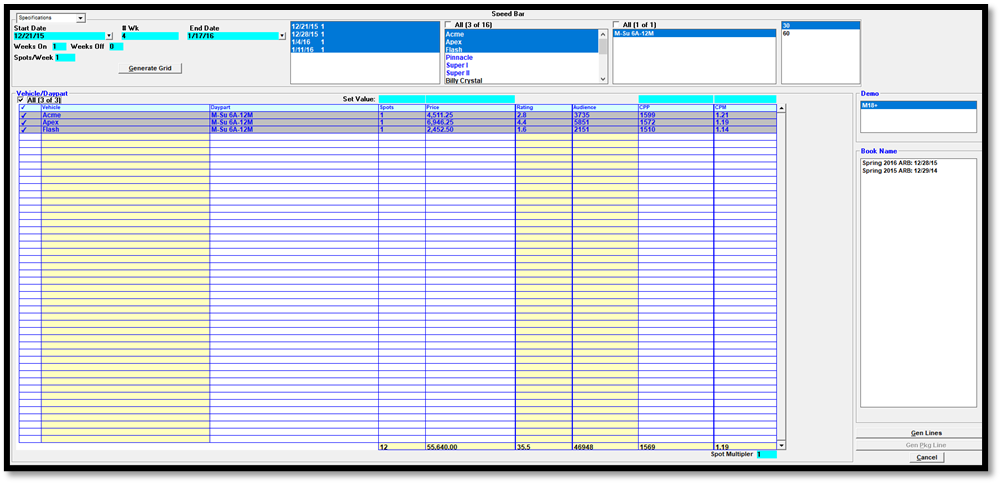 Speed Bar
Specifications
Start Date # Wk End Date
12/21/15 4 1/17/16
Weeks On 1 Weeks Off 0
Spots/Week 1
Generate Grid
12/21/15 1
12/28/15 1
1/4/16 1
1/11/16 1
All (3 of 16)
Acme
Apex
Flash
Pinnacle
Super I
Super II
Billy Crystal
All (1 of 1)
M-Su 6A-12M
30
60
Vehicle/Daypart
All (3 of 3) Set Value:
✓ Vehicle Daypart Spots Price Rating Audience CPP CPM
✓ Acme M-Su 6A-12M 1 4,511.25 2.8 3735 1599 1.21
✓ Apex M-Su 6A-12M 1 6,946.25 4.4 5851 1572 1.19
✓ Flash M-Su 6A-12M 1 2,452.50 1.6 2151 1510 1.14
12 55,640.00 35.5 46948 1569 1.19
Spot Multipler 1
Demo
M18+
Book Name
Spring 2016 ARB: 12/28/15
Spring 2015 ARB: 12/29/14
Gen Lines
Gen Pkg Line
Cancel